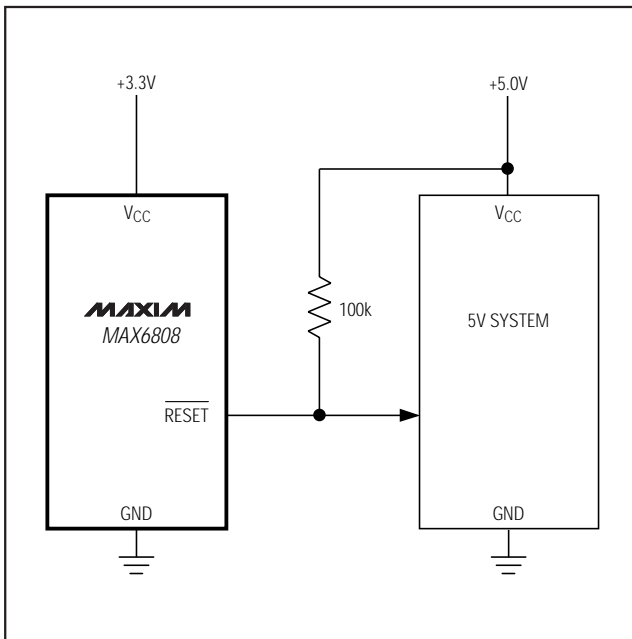 +3.3V
+5.0V
VCC
VCC
MAXIM
MAX6808
100k
5V SYSTEM
RESET
GND
GND